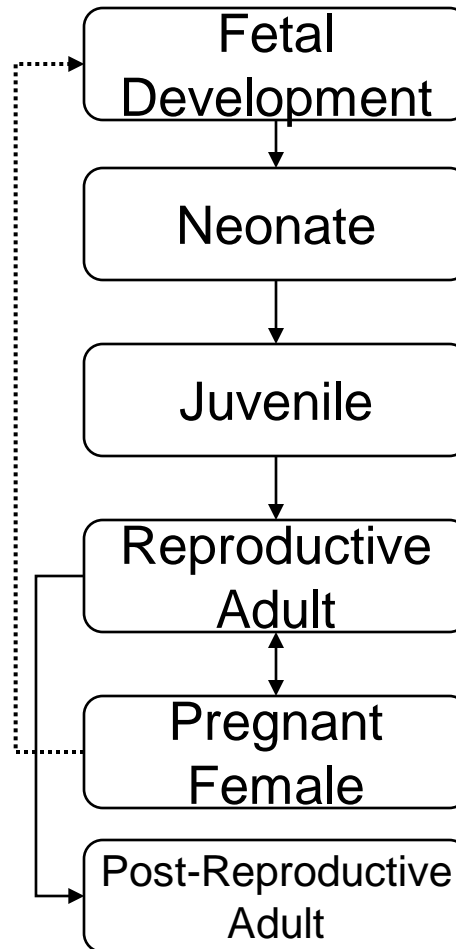 Fetal
Development
Neonate
Juvenile
Reproductive
Adult
Pregnant
Female
Post-Reproductive
Adult